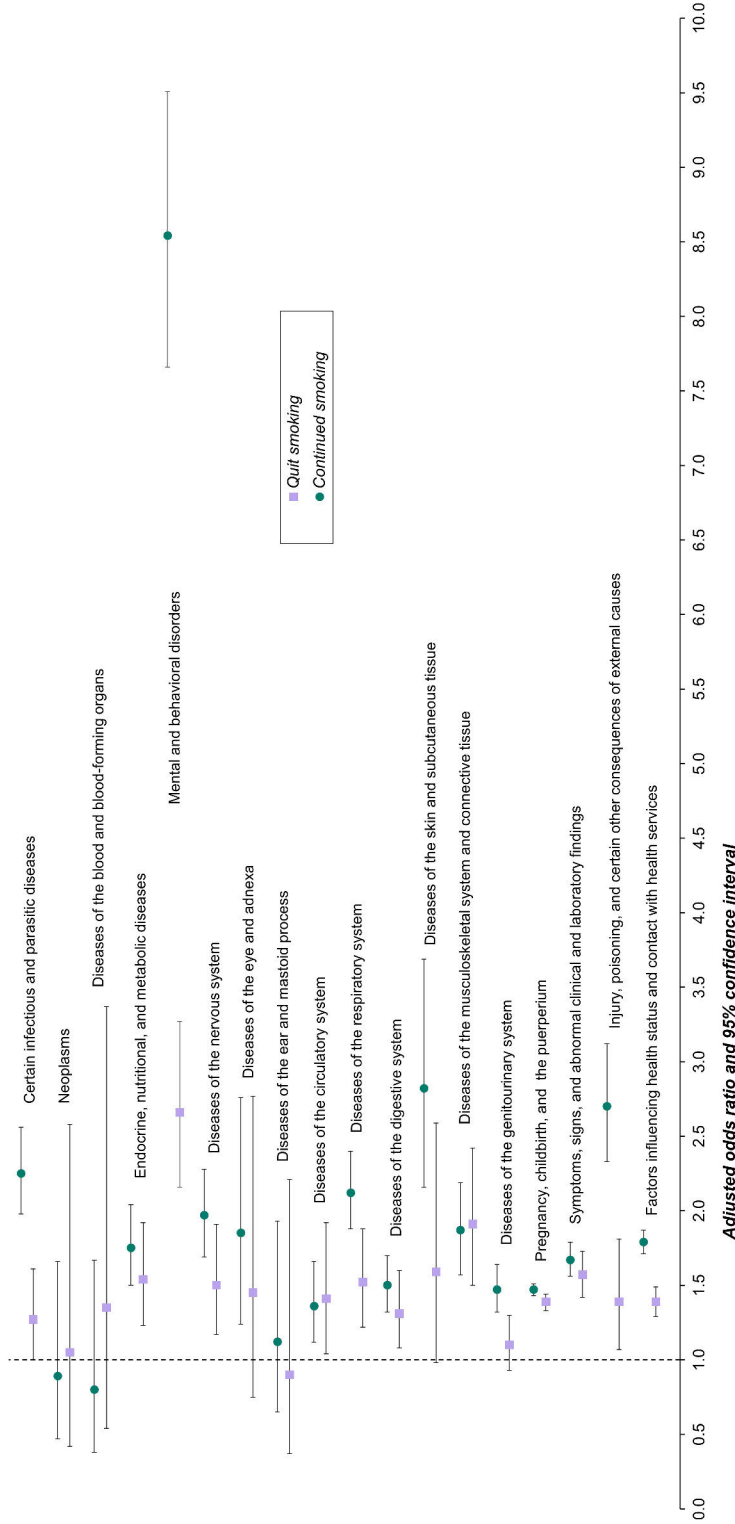 Certain infectious and parasitic diseases
Neoplasms
Diseases of the blood and blood-forming organs
Endocrine, nutritional, and metabolic diseases
Mental and behavioral disorders
Diseases of the nervous system
Diseases of the eye and adnexa
Diseases of the ear and mastoid process
Diseases of the circulatory system
Diseases of the respiratory system
Diseases of the digestive system
Diseases of the skin and subcutaneous tissue
Diseases of the musculoskeletal system and connective tissue
Diseases of the genitourinary system
Pregnancy, childbirth, and the puerperium
Symptoms, signs, and abnormal clinical and laboratory findings
Injury, poisoning, and certain other consequences of external causes
Factors influencing health status and contact with health services
Quit smoking
Continued smoking
0.0 0.5 1.0 1.5 2.0 2.5 3.0 3.5 4.0 4.5 5.0 5.5 6.0 6.5 7.0 7.5 8.0 8.5 9.0 9.5 10.0
Adjusted odds ratio and 95% confidence interval